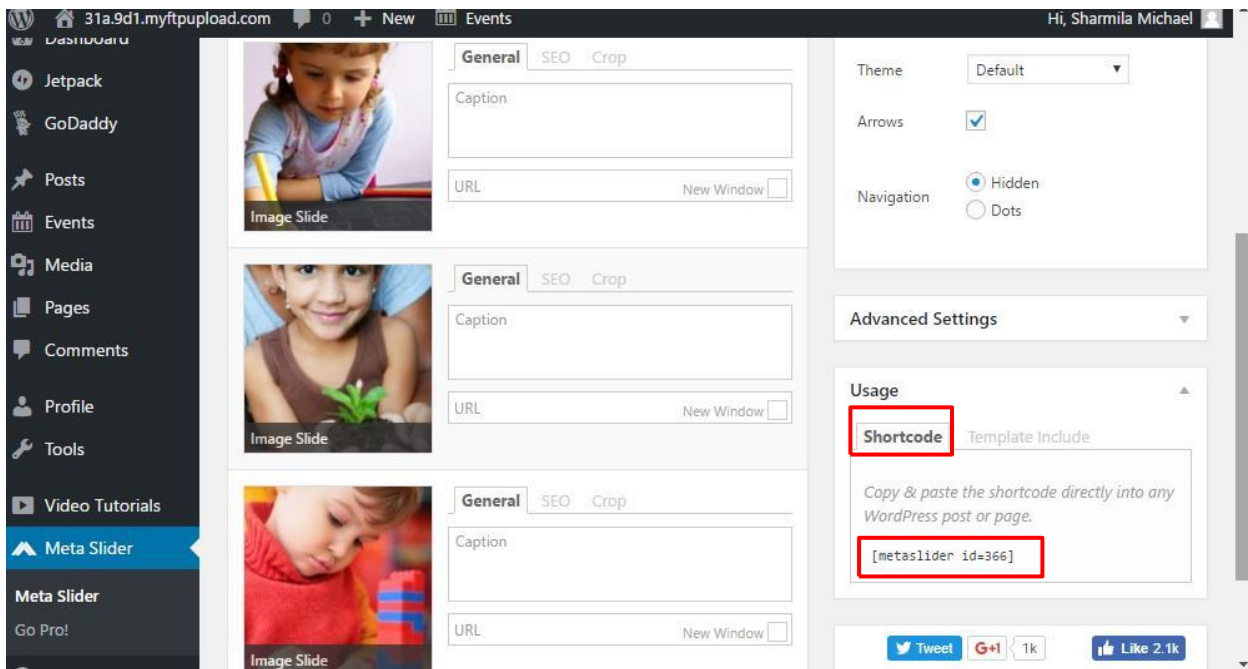 31a.9d1.myftpupload.com 0 + New Events Hi, Sharmila Michael
Dashboard
Jetpack
GoDaddy
Posts
Events
Media
Pages
Comments
Profile
Tools
Video Tutorials
Meta Slider
Meta Slider
Go Pro!
General SEO Crop
Caption
URL New Window
Image Slide
General SEO Crop
Caption
URL New Window
Image Slide
General SEO Crop
Caption
URL New Window
Image Slide
Theme Default
Arrows
Navigation
Hidden
Dots
Advanced Settings
Usage
Shortcode Template Include
Copy & paste the shortcode directly into any
WordPress post or page.
[metaslider id=366]
Tweet G+1 1k Like 2.1k